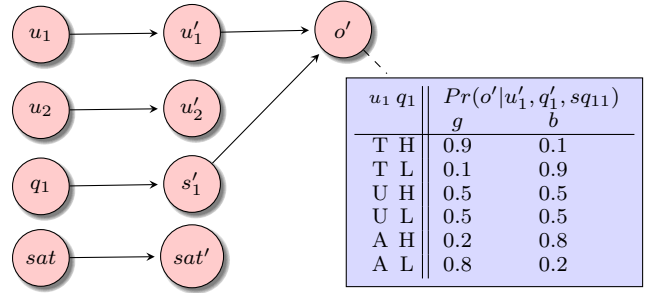 u₁ u′₁ o′
u₂ u′₂
q₁ s′₁
sat sat′
u₁ q₁ Pr(o′|u′₁, q′₁, sq₁₁)
g b
T H 0.9 0.1
T L 0.1 0.9
U H 0.5 0.5
U L 0.5 0.5
A H 0.2 0.8
A L 0.8 0.2